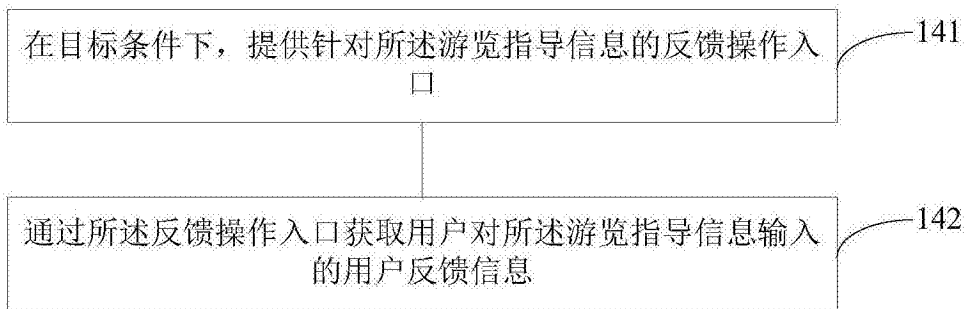 在目标条件下，提供针对所述游览指导信息的反馈操作入
口
141
通过所述反馈操作入口获取用户对所述游览指导信息输入
的用户反馈信息
142